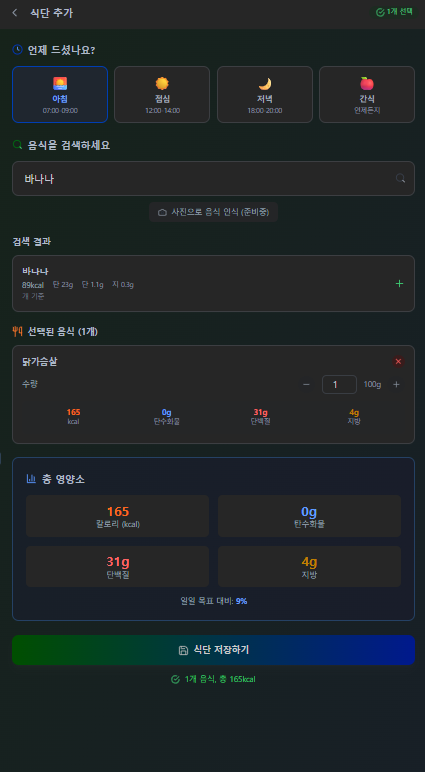 식단 추가
1개 선택
언제 드셨나요?
아침
07:00-09:00
점심
12:00-14:00
저녁
18:00-20:00
간식
언제든지
음식을 검색하세요
바나나
사진으로 음식 인식 (준비중)
검색 결과
바나나
89kcal 탄 23g 단 1.1g 지 0.3g
개 기준
선택된 음식 (1개)
닭가슴살
수량
1 100g
165
kcal
0g
탄수화물
31g
단백질
4g
지방
총 영양소
165
칼로리 (kcal)
0g
탄수화물
31g
단백질
4g
지방
일일 목표 대비: 9%
식단 저장하기
1개 음식, 총 165kcal